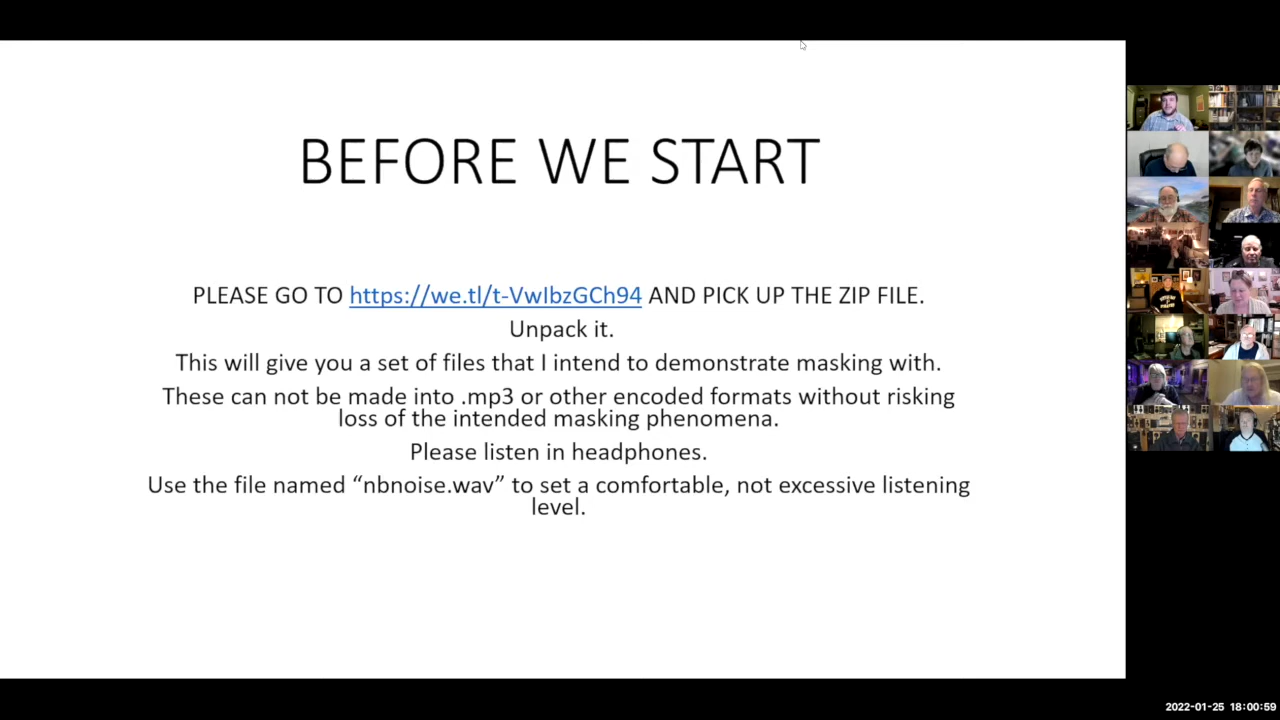 BEFORE WE START
PLEASE GO TO https://we.tl/t-VwIbzGCh94 AND PICK UP THE ZIP FILE.
Unpack it.
This will give you a set of files that I intend to demonstrate masking with.
These can not be made into .mp3 or other encoded formats without risking
loss of the intended masking phenomena.
Please listen in headphones.
Use the file named “nbnoise.wav” to set a comfortable, not excessive listening
level.
2022-01-25 18:00:59